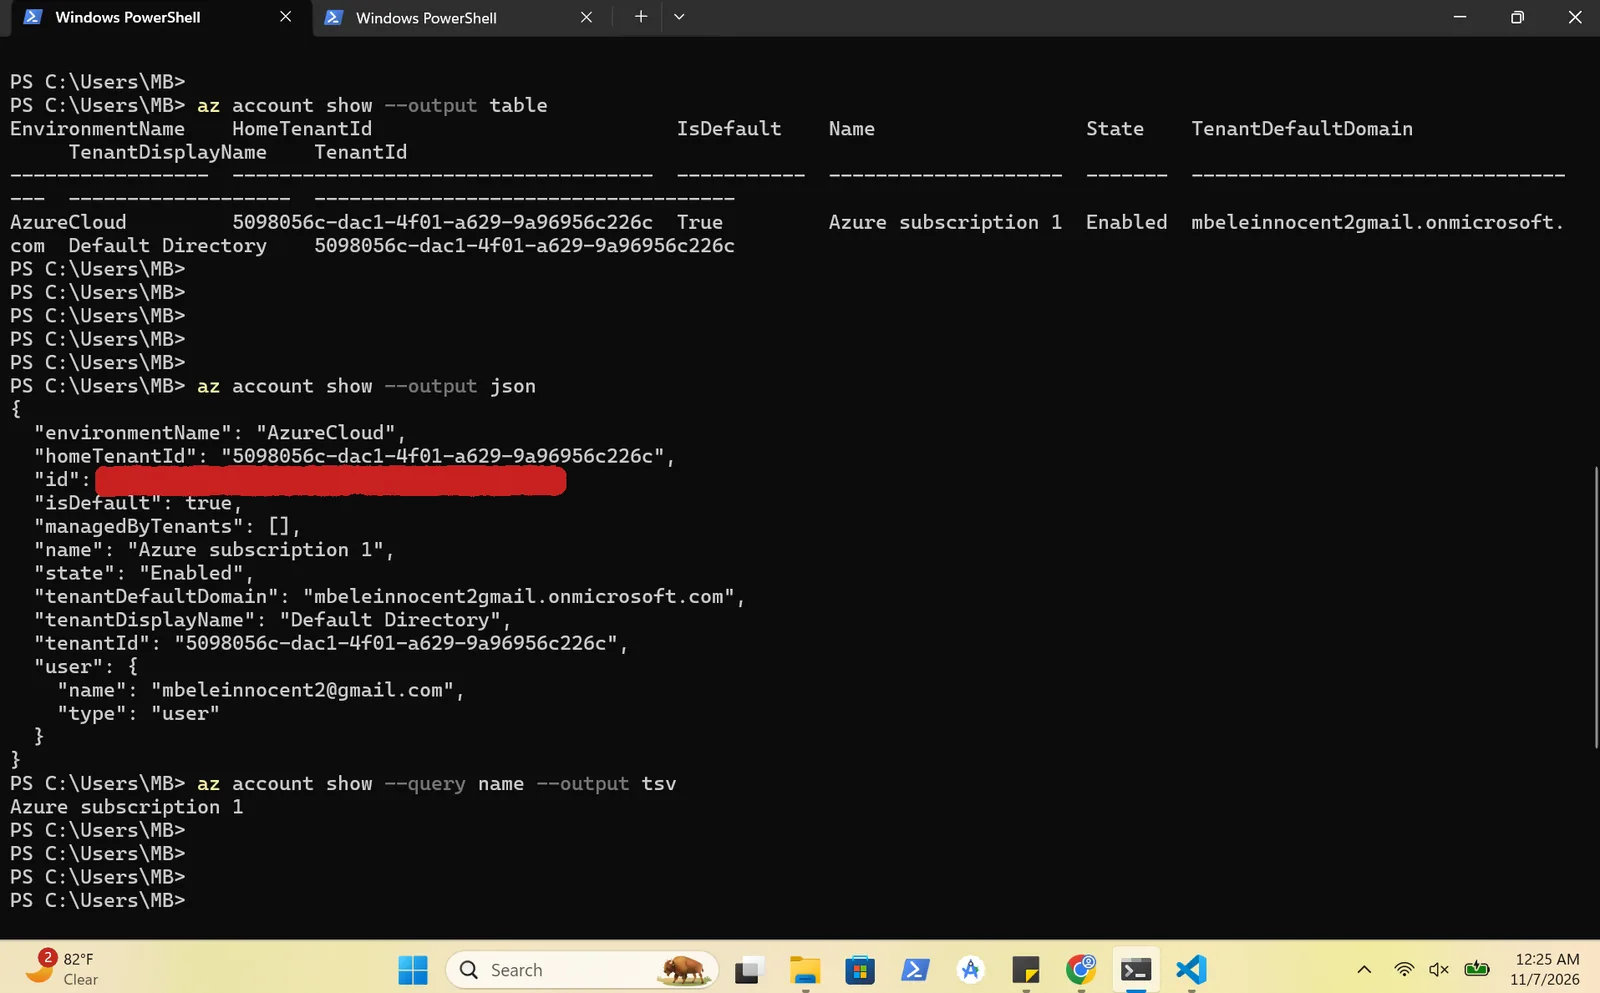 Windows PowerShell
Windows PowerShell
PS C:\Users\MB>
PS C:\Users\MB> az account show --output table
EnvironmentName    HomeTenantId                          IsDefault    Name                  State    TenantDefaultDomain
     TenantDisplayName    TenantId
-----------------  ------------------------------------  -----------  --------------------  -------  --------------------------------
---  -------------------  ------------------------------------
AzureCloud         5098056c-dac1-4f01-a629-9a96956c226c  True         Azure subscription 1  Enabled  mbeleinnocent2gmail.onmicrosoft.
com  Default Directory    5098056c-dac1-4f01-a629-9a96956c226c
PS C:\Users\MB>
PS C:\Users\MB>
PS C:\Users\MB>
PS C:\Users\MB>
PS C:\Users\MB>
PS C:\Users\MB> az account show --output json
{
  "environmentName": "AzureCloud",
  "homeTenantId": "5098056c-dac1-4f01-a629-9a96956c226c",
  "id":
  "isDefault": true,
  "managedByTenants": [],
  "name": "Azure subscription 1",
  "state": "Enabled",
  "tenantDefaultDomain": "mbeleinnocent2gmail.onmicrosoft.com",
  "tenantDisplayName": "Default Directory",
  "tenantId": "5098056c-dac1-4f01-a629-9a96956c226c",
  "user": {
    "name": "mbeleinnocent2@gmail.com",
    "type": "user"
  }
}
PS C:\Users\MB> az account show --query name --output tsv
Azure subscription 1
PS C:\Users\MB>
PS C:\Users\MB>
PS C:\Users\MB>
PS C:\Users\MB>
2
82°F
Clear
Search
12:25 AM
11/7/2026